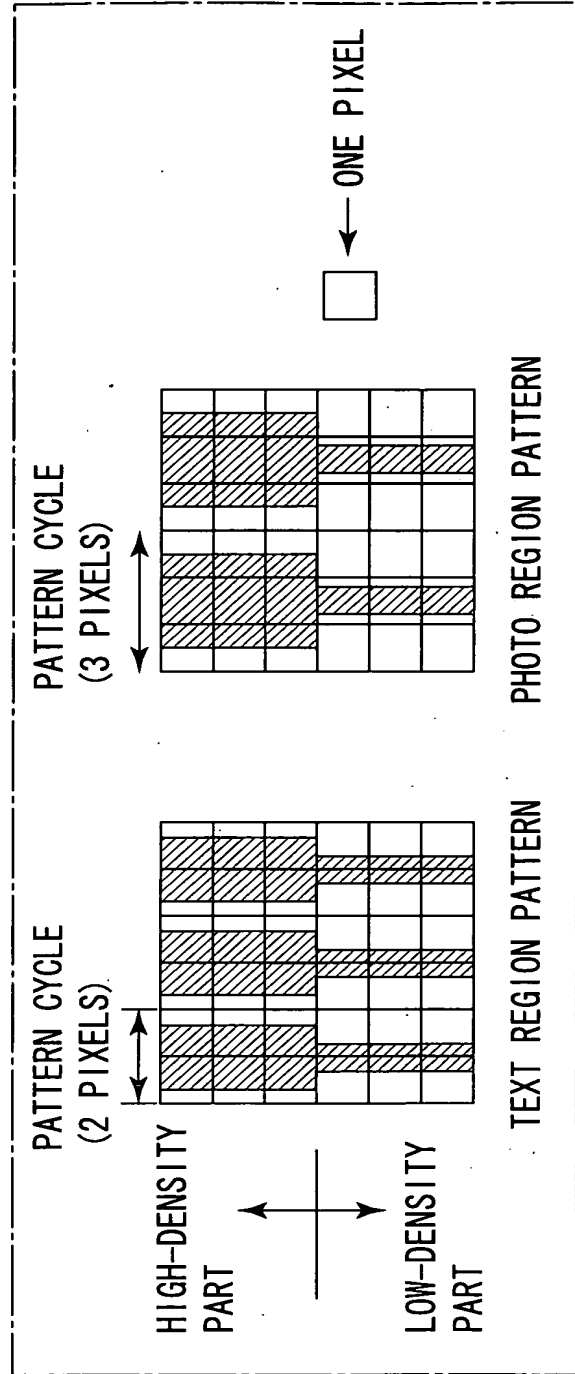 PATTERN CYCLE
(2 PIXELS)
PATTERN CYCLE
(3 PIXELS)
HIGH-DENSITY
PART
LOW-DENSITY
PART
ONE PIXEL
TEXT REGION PATTERN
PHOTO REGION PATTERN